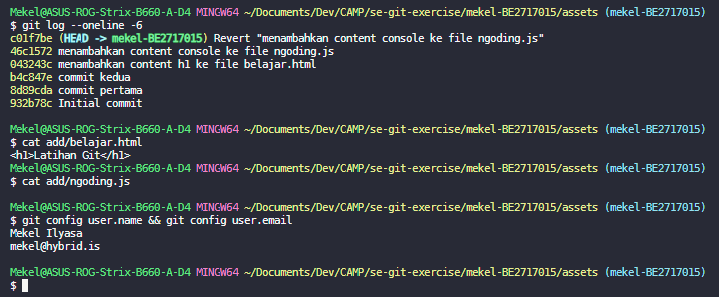 Mekel@ASUS-ROG-Strix-B660-A-D4 MINGW64 ~/Documents/Dev/CAMP/se-git-exercise/mekel-BE2717015/assets (mekel-BE2717015)
$ git log --oneline -6
c01f7be (HEAD -> mekel-BE2717015) Revert "menambahkan content console ke file ngoding.js"
46c1572 menambahkan content console ke file ngoding.js
043243c menambahkan content h1 ke file belajar.html
b4c847e commit kedua
8d89cda commit pertama
932b78c Initial commit
Mekel@ASUS-ROG-Strix-B660-A-D4 MINGW64 ~/Documents/Dev/CAMP/se-git-exercise/mekel-BE2717015/assets (mekel-BE2717015)
$ cat add/belajar.html
<h1>Latihan Git</h1>
Mekel@ASUS-ROG-Strix-B660-A-D4 MINGW64 ~/Documents/Dev/CAMP/se-git-exercise/mekel-BE2717015/assets (mekel-BE2717015)
$ cat add/ngoding.js
Mekel@ASUS-ROG-Strix-B660-A-D4 MINGW64 ~/Documents/Dev/CAMP/se-git-exercise/mekel-BE2717015/assets (mekel-BE2717015)
$ git config user.name && git config user.email
Mekel Ilyasa
mekel@hybrid.is
Mekel@ASUS-ROG-Strix-B660-A-D4 MINGW64 ~/Documents/Dev/CAMP/se-git-exercise/mekel-BE2717015/assets (mekel-BE2717015)
$